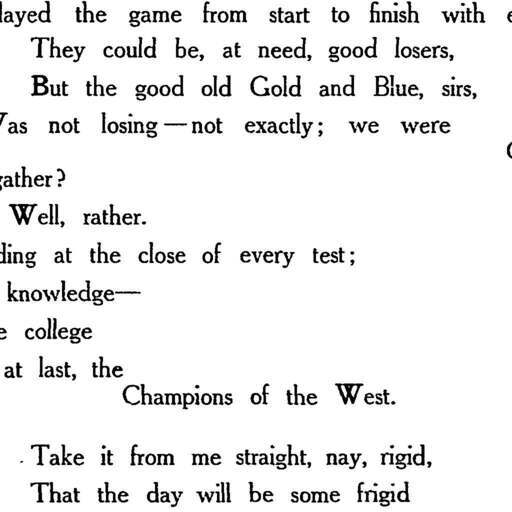 layed the game from start to finish with
They could be, at need, good losers,
But the good old Gold and Blue, sirs,
Was not losing—not exactly; we were
gather?
Well, rather.
ding at the close of every test;
knowledge—
college
at last, the
Champions of the West.
Take it from me straight, nay, rigid,
That the day will be some frigid